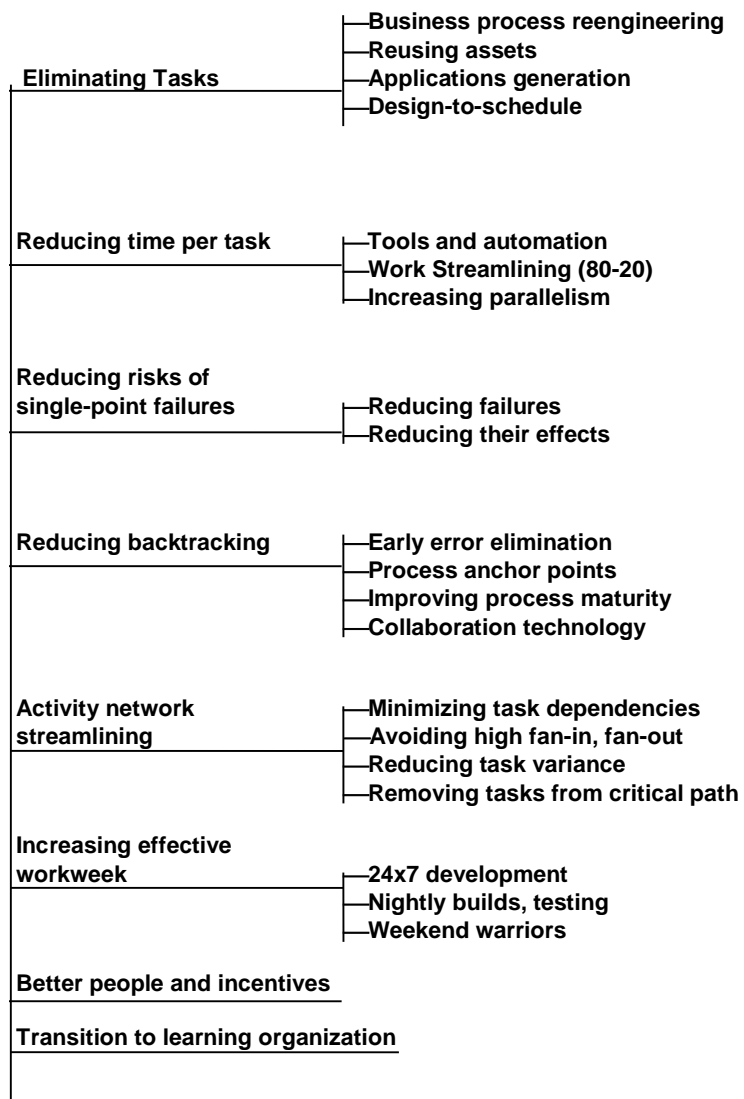 Business process reengineering
Reusing assets
Eliminating Tasks
Applications generation
Design-to-schedule
Reducing time per task
Tools and automation
Work Streamlining (80-20)
Increasing parallelism
Reducing risks of
single-point failures
Reducing failures
Reducing their effects
Reducing backtracking
Early error elimination
Process anchor points
Improving process maturity
Collaboration technology
Activity network
streamlining
Minimizing task dependencies
Avoiding high fan-in, fan-out
Reducing task variance
Removing tasks from critical path
Increasing effective
workweek
24x7 development
Nightly builds, testing
Weekend warriors
Better people and incentives
Transition to learning organization